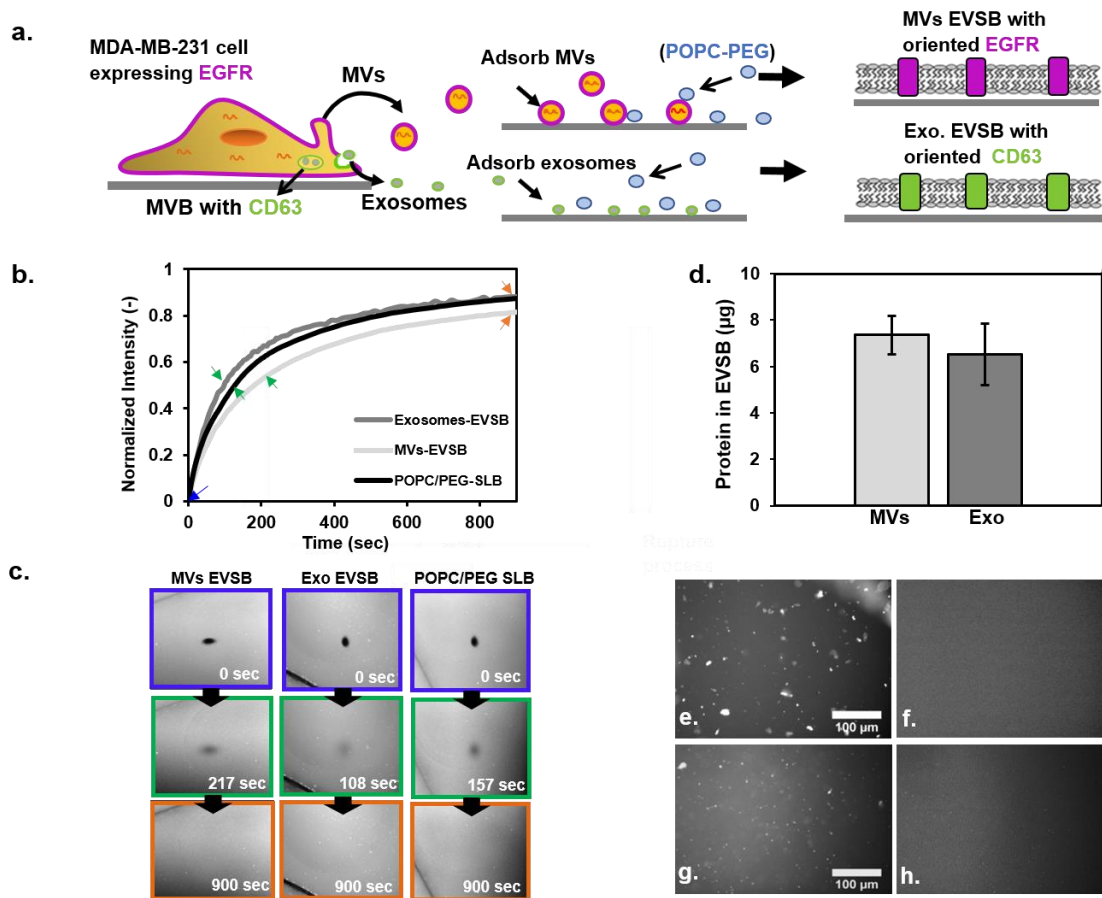 a.
MDA-MB-231 cell
expressing EGFR
MVs
MVB with CD63
Exosomes
Adsorb MVs
(POPC-PEG)
Adsorb exosomes
MVs EVSB with
oriented EGFR
Exo. EVSB with
oriented CD63
b.
Normalized Intensity (-)
1
0.8
0.6
0.4
0.2
0
0
200
400
600
800
Time (sec)
Exosomes-EVSB
MVs-EVSB
POPC/PEG-SLB
d.
Protein in EVSB (µg)
10
8
6
4
2
0
MVs
Exo
Rupture
process
c.
MVs EVSB
Exo EVSB
POPC/PEG SLB
0 sec
0 sec
0 sec
217 sec
108 sec
157 sec
900 sec
900 sec
900 sec
e.
100 µm
f.
g.
100 µm
h.